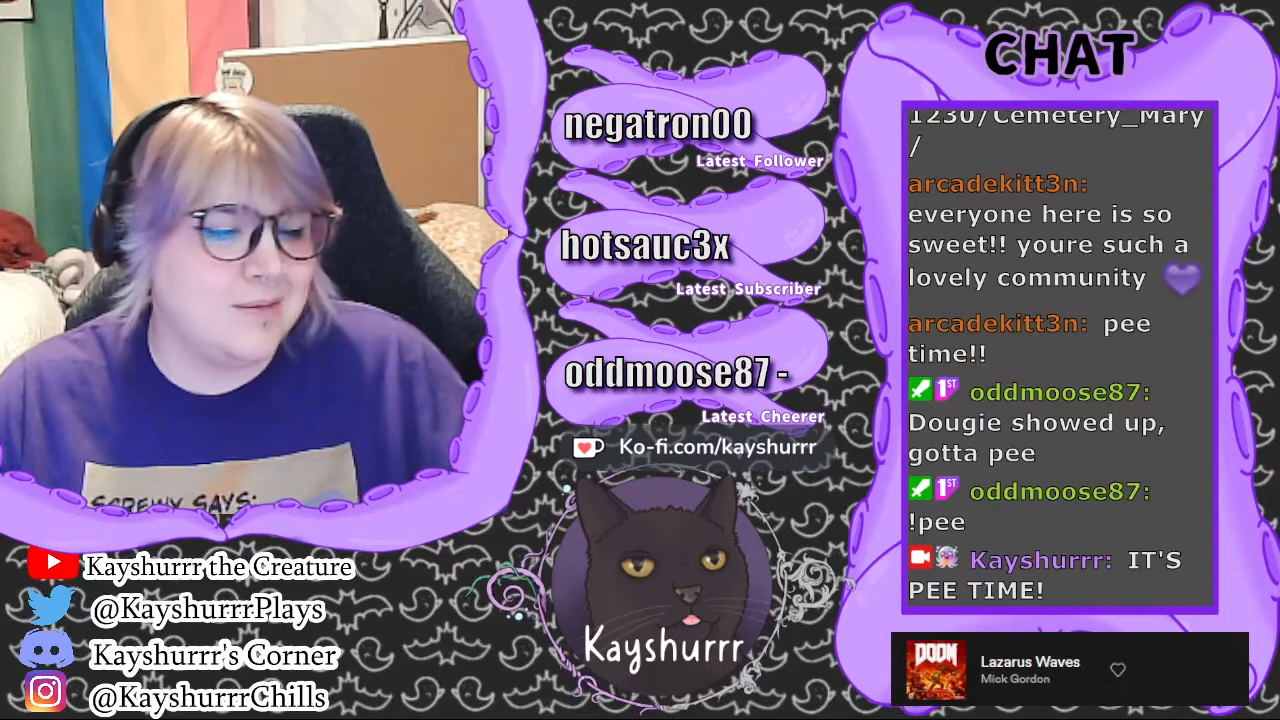 SCREWY SAYS:
Kayshurrr the Creature
@KayshurrrPlays
Kayshurrr's Corner
@KayshurrrChills
negatron00
Latest Follower
hotsauc3x
Latest Subscriber
oddmoose87 -
Latest Cheerer
Ko-fi.com/kayshurrr
Kayshurrr
CHAT
1230/Cemetery_Mary
/
arcadekitt3n:
everyone here is so
sweet!! youre such a
lovely community
arcadekitt3n: pee
time!!
1ST oddmoose87:
Dougie showed up,
gotta pee
1ST oddmoose87:
!pee
Kayshurrr: IT'S
PEE TIME!
DOOM
Lazarus Waves
Mick Gordon